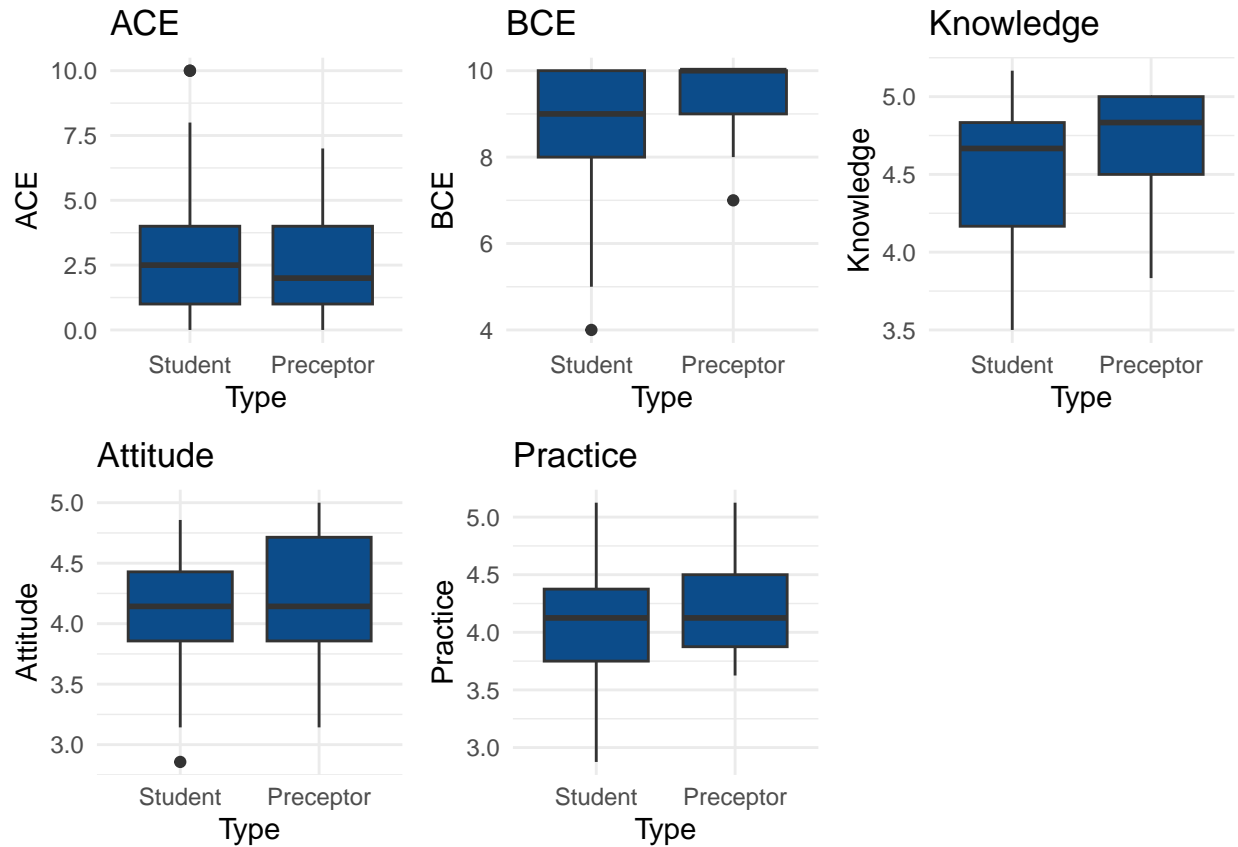 ACE
10.0
7.5
5.0
2.5
0.0
ACE
Student Preceptor
Type
BCE
10
8
6
4
BCE
Student Preceptor
Type
Knowledge
5.0
4.5
4.0
3.5
Knowledge
Student Preceptor
Type
Attitude
5.0
4.5
4.0
3.5
3.0
Attitude
Student Preceptor
Type
Practice
5.0
4.5
4.0
3.5
3.0
Practice
Student Preceptor
Type